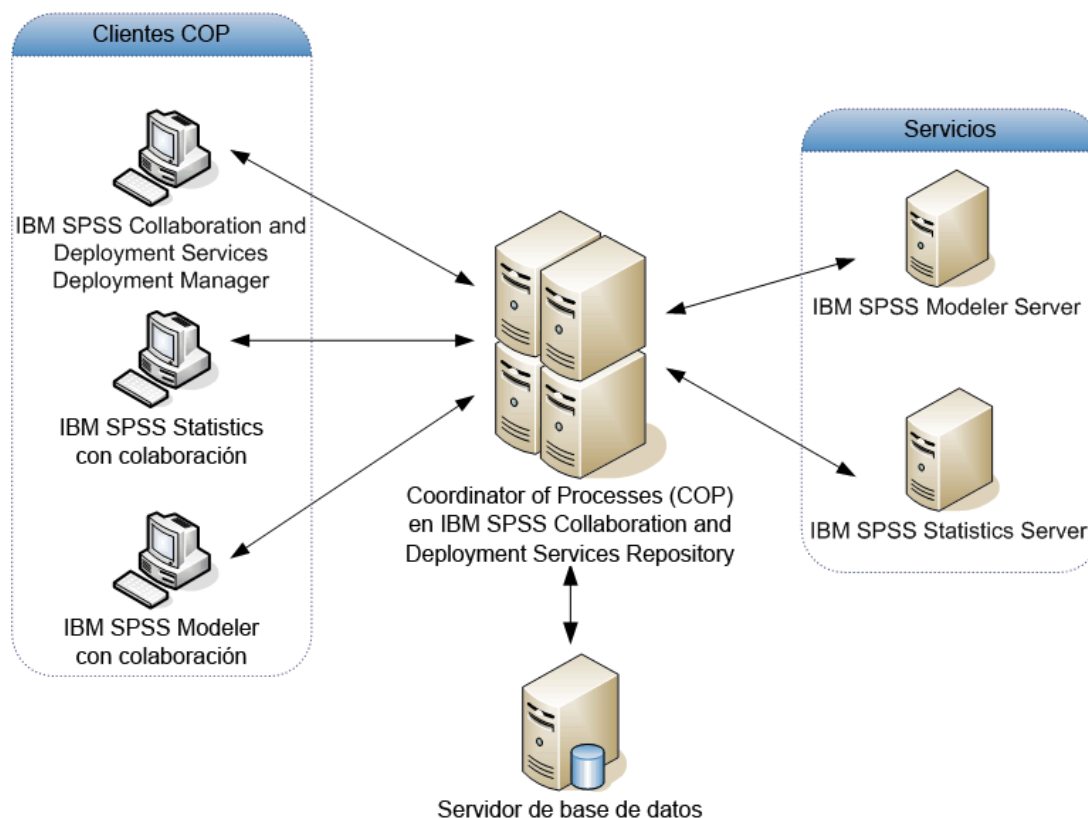 Clientes COP
IBM SPSS Collaboration and
Deployment Services
Deployment Manager
IBM SPSS Statistics
con colaboración
IBM SPSS Modeler
con colaboración
Coordinator of Processes (COP)
en IBM SPSS Collaboration and
Deployment Services Repository
Servidor de base de datos
Servicios
IBM SPSS Modeler Server
IBM SPSS Statistics Server